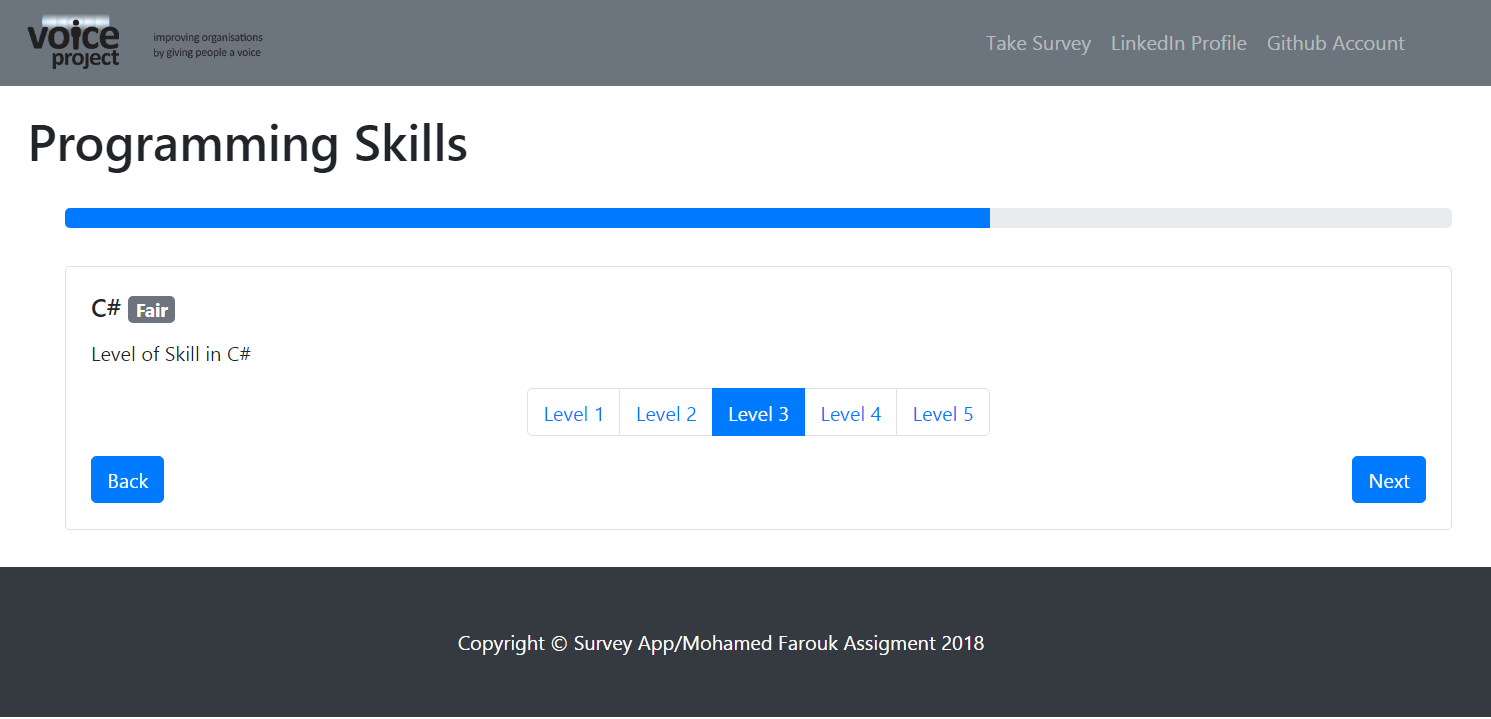 voice
project
improving organisations
by giving people a voice
Take Survey LinkedIn Profile Github Account
Programming Skills
C# Fair
Level of Skill in C#
Level 1 Level 2 Level 3 Level 4 Level 5
Back Next
Copyright © Survey App/Mohamed Farouk Assigment 2018